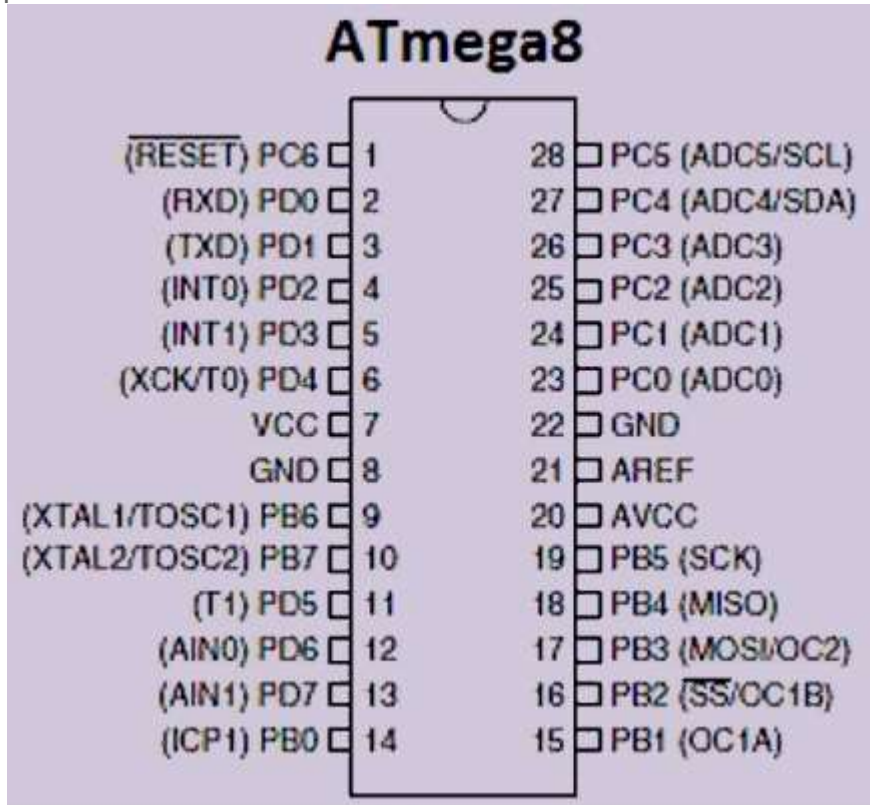 ATmega8
(RESET) PC6 1 28 PC5 (ADC5/SCL)
(RXD) PD0 2 27 PC4 (ADC4/SDA)
(TXD) PD1 3 26 PC3 (ADC3)
(INT0) PD2 4 25 PC2 (ADC2)
(INT1) PD3 5 24 PC1 (ADC1)
(XCK/T0) PD4 6 23 PC0 (ADC0)
VCC 7 22 GND
GND 8 21 AREF
(XTAL1/TOSC1) PB6 9 20 AVCC
(XTAL2/TOSC2) PB7 10 19 PB5 (SCK)
(T1) PD5 11 18 PB4 (MISO)
(AIN0) PD6 12 17 PB3 (MOSI/OC2)
(AIN1) PD7 13 16 PB2 (SS/OC1B)
(ICP1) PB0 14 15 PB1 (OC1A)